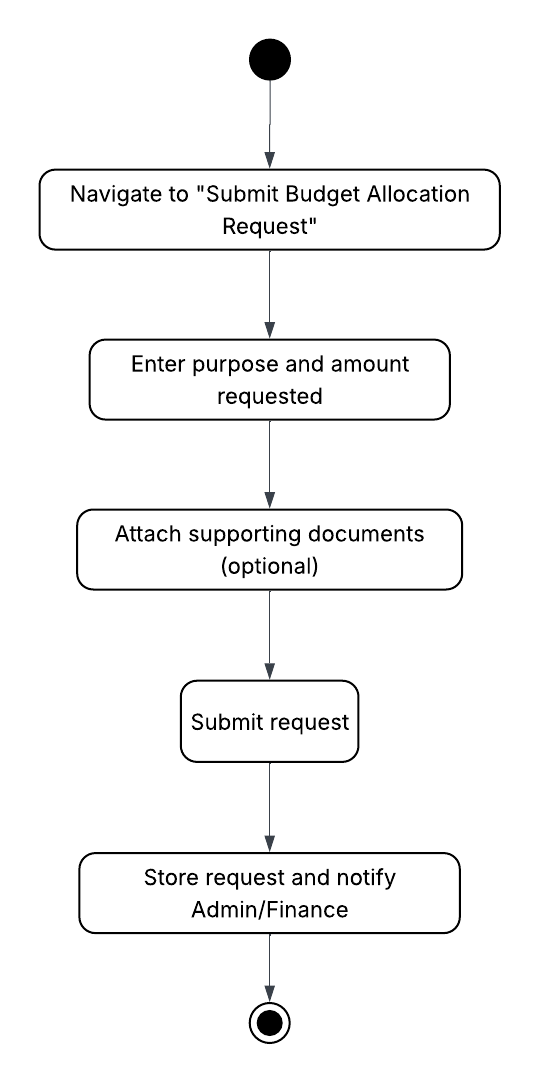 Navigate to "Submit Budget Allocation
Request"
Enter purpose and amount
requested
Attach supporting documents
(optional)
Submit request
Store request and notify
Admin/Finance